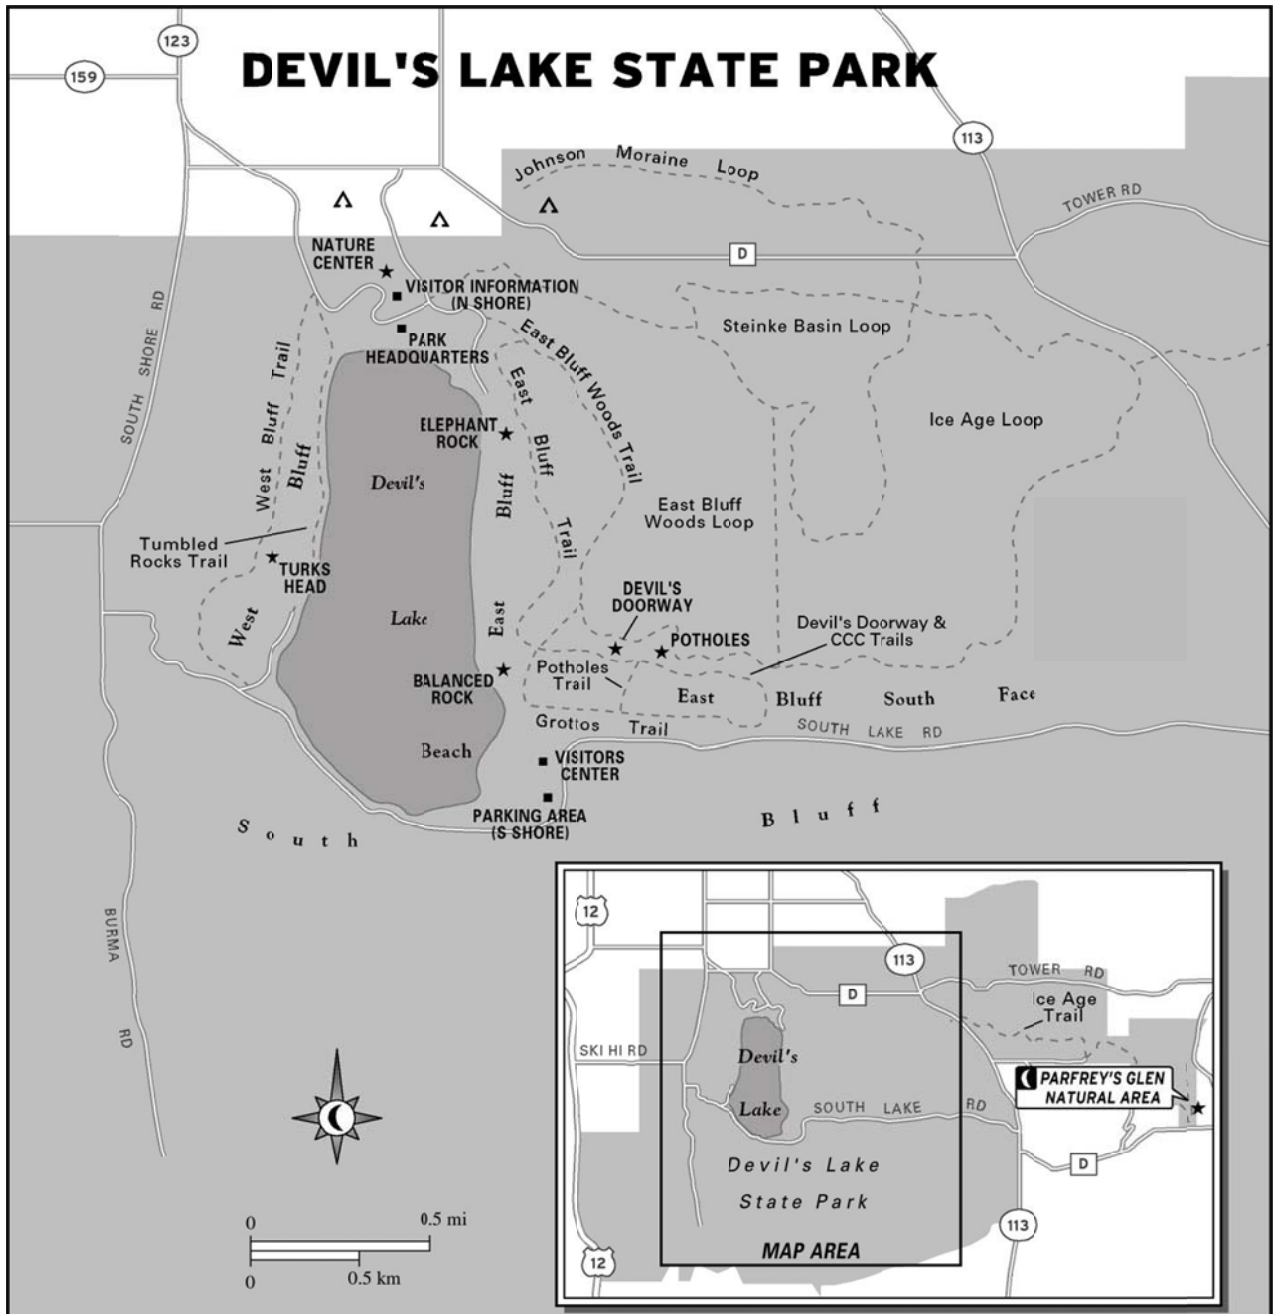 123
DEVIL'S LAKE STATE PARK
159
113
Johnson Moraine Loop
TOWER RD
NATURE
CENTER
D
VISITOR INFORMATION
(N SHORE)
SOUTH SHORE RD
PARK
HEADQUARTERS
East Bluff Woods Trail
Steinke Basin Loop
West Bluff Trail
East Bluff Trail
ELEPHANT
ROCK
Ice Age Loop
West Bluff
Devil's
Lake
East Bluff
East Bluff
Woods Loop
Tumbled
Rocks Trail
TURKS
HEAD
DEVIL'S
DOORWAY
POTHOLES
Devil's Doorway &
CCC Trails
BALANCED
ROCK
Potholes
Trail
East Bluff South Face
Grottos Trail
SOUTH LAKE RD
Beach
VISITORS
CENTER
PARKING AREA
(S SHORE)
South Bluff
BURMA RD
12
113
TOWER RD
D
Ice Age
Trail
SKI HI RD
Devil's
Lake
PARFREY'S GLEN
NATURAL AREA
SOUTH LAKE RD
Devil's Lake
State Park
D
113
MAP AREA
12
0 0.5 mi
0 0.5 km